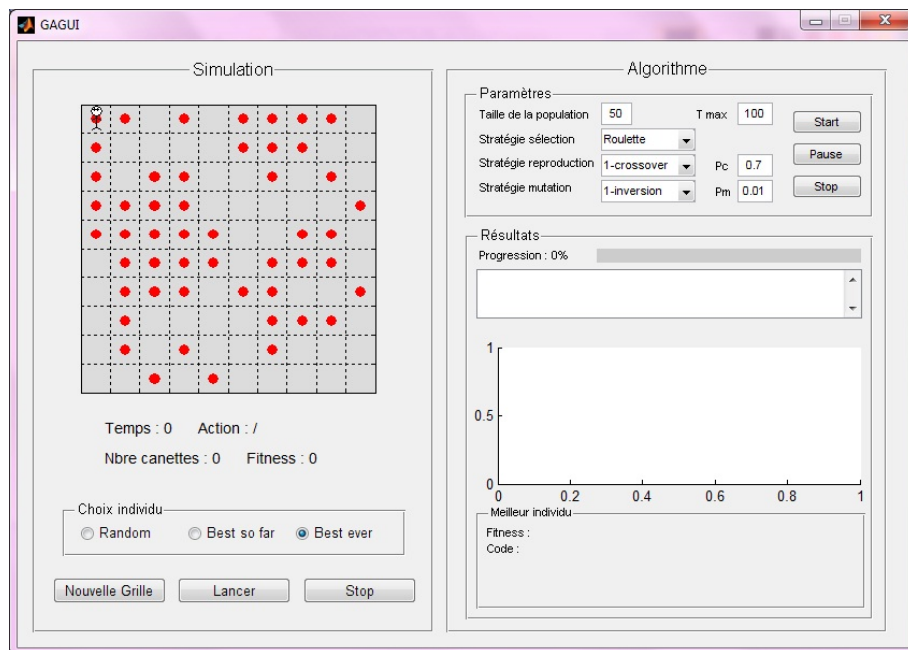 GAGUI
Simulation
Temps : 0 Action : /
Nbre canettes : 0 Fitness : 0
Choix individu
Random Best so far Best ever
Nouvelle Grille Lancer Stop
Algorithme
Paramètres
Taille de la population 50 T max 100 Start
Stratégie sélection Roulette
Pause
Stratégie reproduction 1-crossover Pc 0.7
Stratégie mutation 1-inversion Pm 0.01 Stop
Résultats
Progression : 0%
1
0.5
0
0 0.2 0.4 0.6 0.8 1
Meilleur individu
Fitness :
Code :